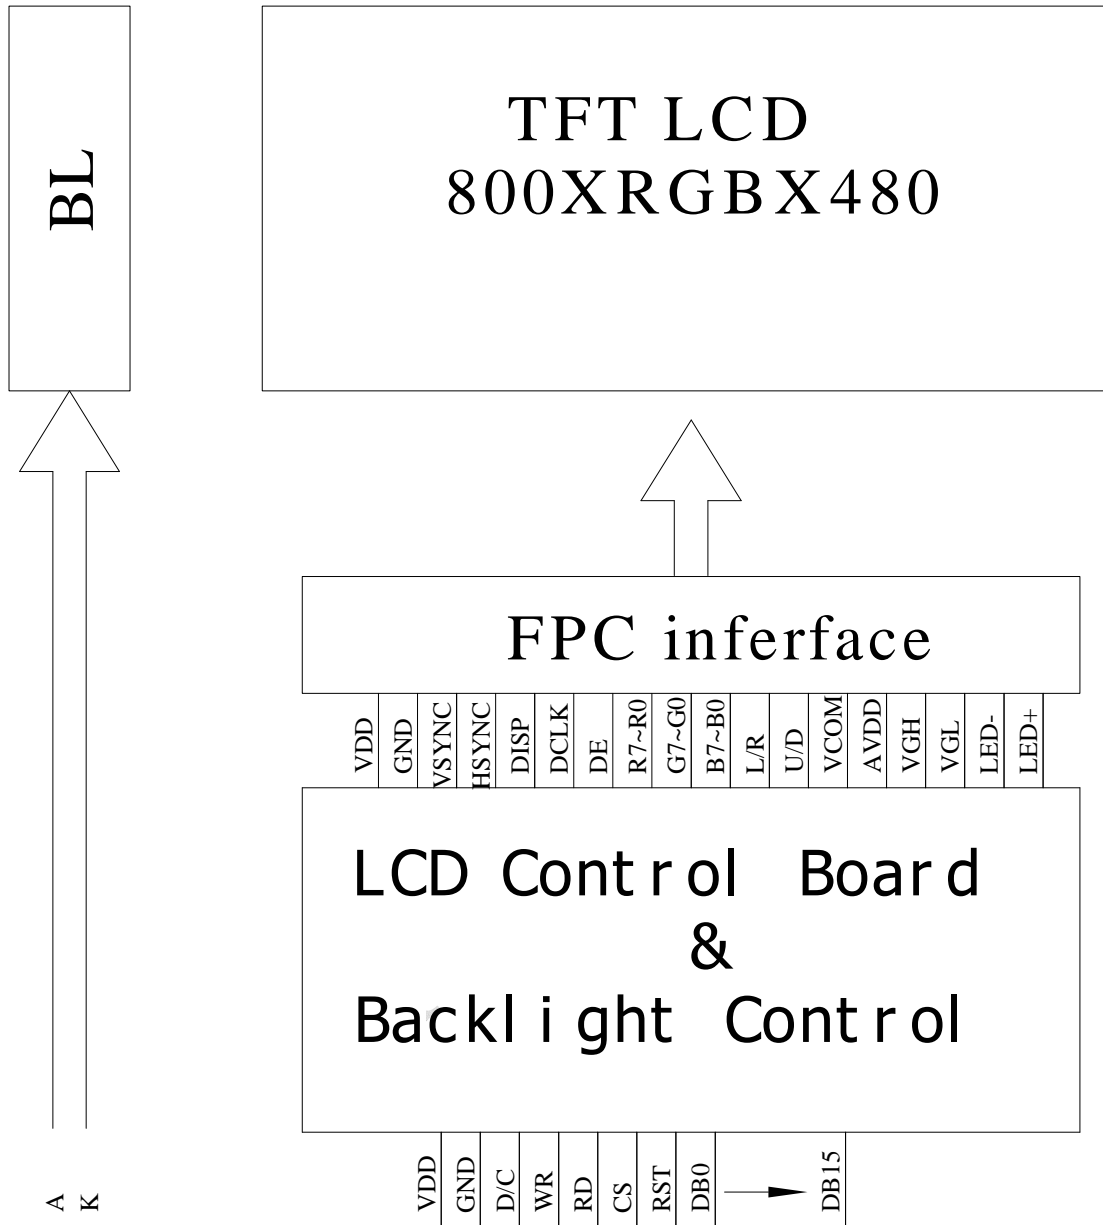 BL
TFT LCD
800XRGBX480
FPC inferface
VDD
GND
VSYNC
HSYNC
DISP
DCLK
DE
R7~R0
G7~G0
B7~B0
L/R
U/D
VCOM
AVDD
VGH
VGL
LED-
LED+
LCD Control Board
&
Backlight Control
A
K
VDD
GND
D/C
WR
RD
CS
RST
DB0
DB15